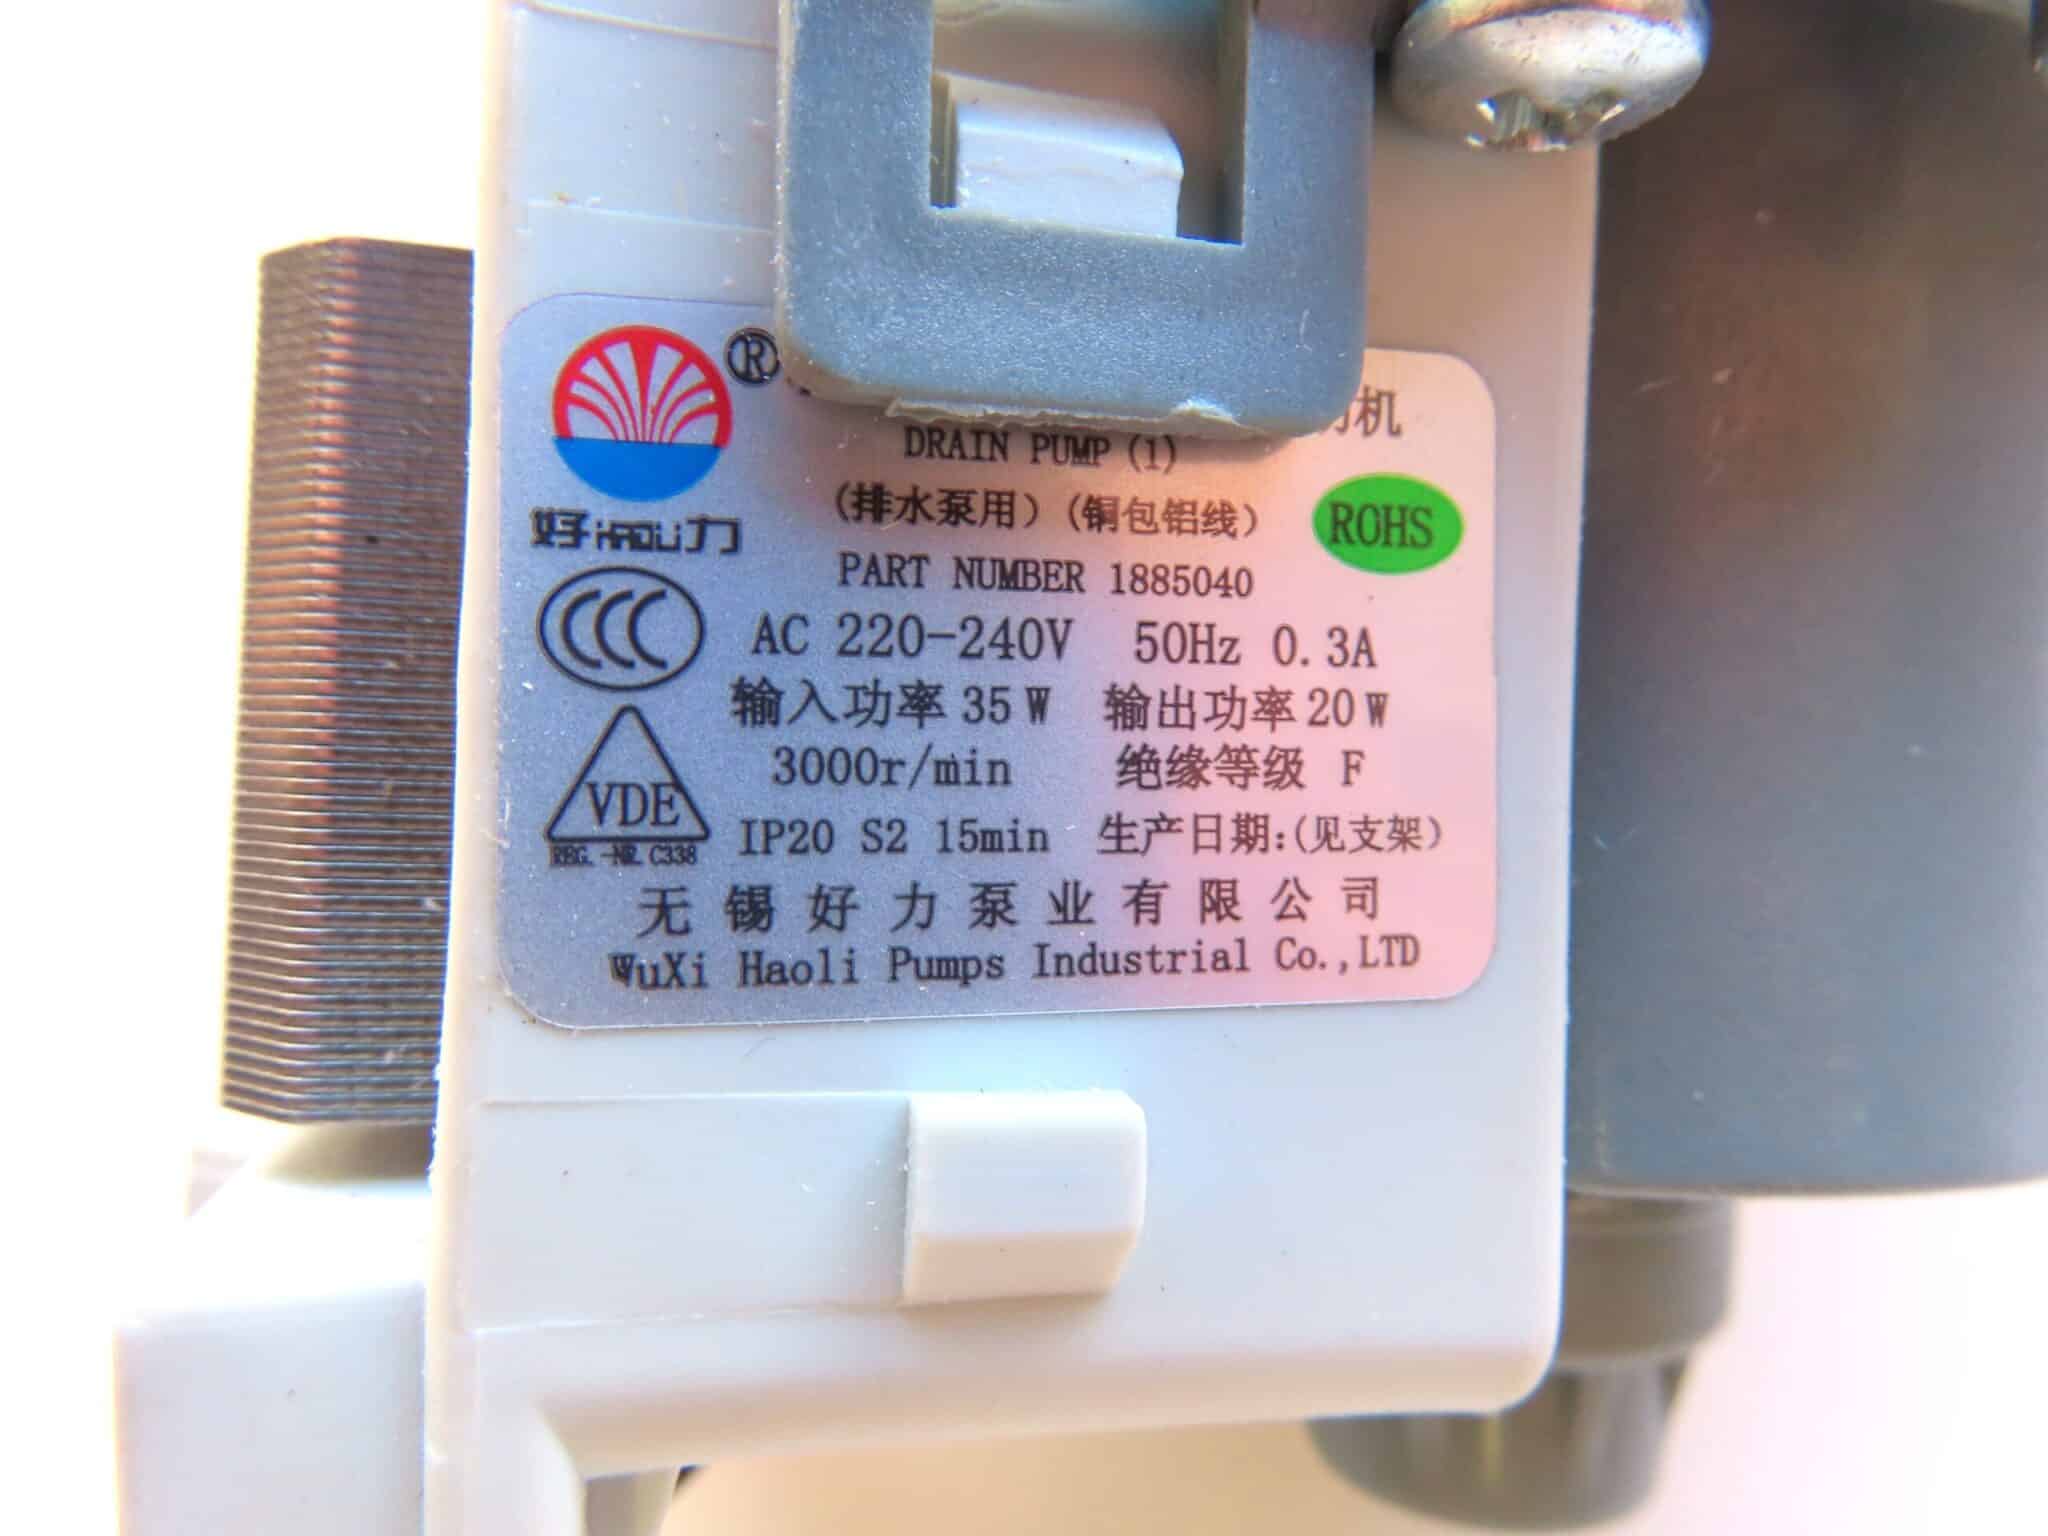 ®
机
DRAIN PUMP (1)
(排水泵用) (铜包铝线)
ROHS
好HAOLI力
PART NUMBER 1885040
CCC
AC 220-240V 50Hz 0.3A
输入功率 35W 输出功率 20W
3000r/min 绝缘等级 F
VDE
REG.-NR. C338
IP20 S2 15min 生产日期:(见支架)
无锡好力泵业有限公司
WuXi Haoli Pumps Industrial Co.,LTD